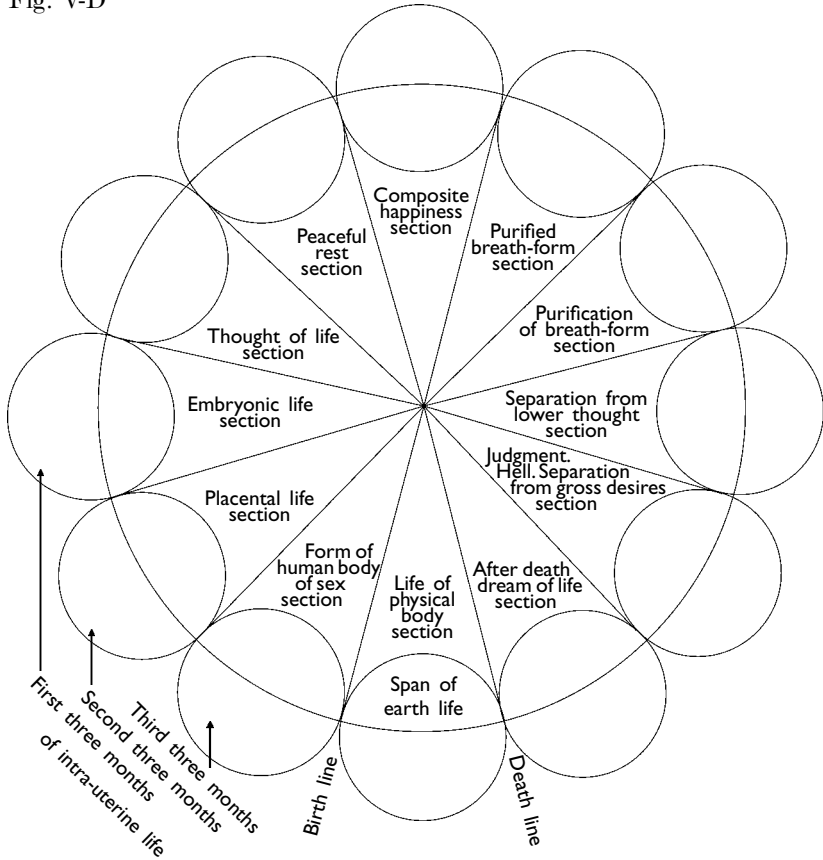 Fig. V-D
Composite
happiness
section
Purified
breath-form
section
Peaceful
rest
section
Purification
of breath-form
section
Thought of life
section
Separation from
lower thought
section
Embryonic life
section
Judgment.
Hell. Separation
from gross desires
section
Placental life
section
Form of
human body
of sex
section
Life of
physical
body
section
After death
dream of life
section
Span of
earth life
First three months
Second three months
Third three months
of intra-uterine life
Birth line
Death line